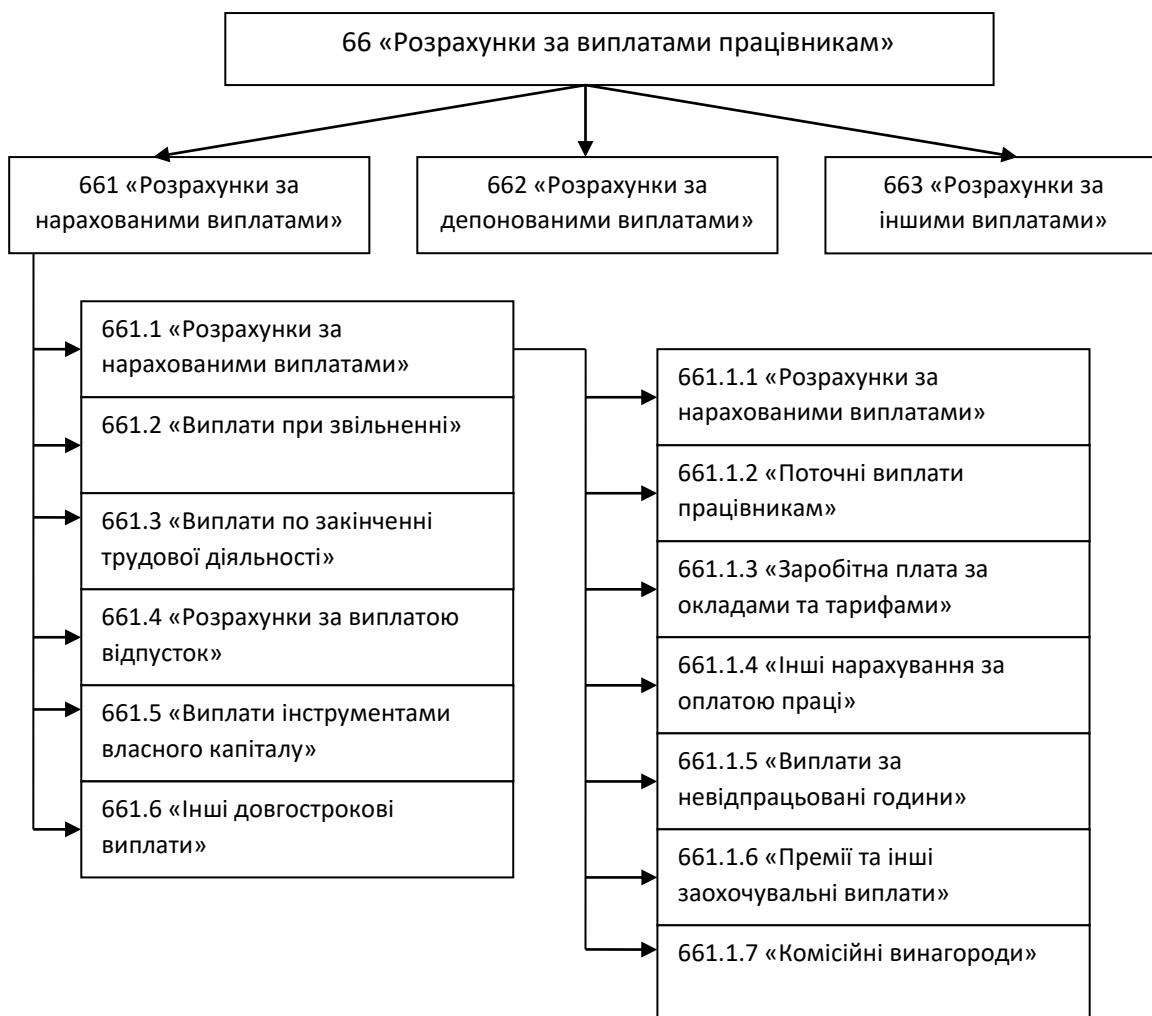 66 «Розрахунки за виплатами працівникам»
661 «Розрахунки за
нарахованими виплатами»
662 «Розрахунки за
депонованими виплатами»
663 «Розрахунки за
іншими виплатами»
661.1 «Розрахунки за
нарахованими виплатами»
661.2 «Виплати при звільненні»
661.3 «Виплати по закінченні
трудової діяльності»
661.4 «Розрахунки за виплатою
відпусток»
661.5 «Виплати інструментами
власного капіталу»
661.6 «Інші довгострокові
виплати»
661.1.1 «Розрахунки за
нарахованими виплатами»
661.1.2 «Поточні виплати
працівникам»
661.1.3 «Заробітна плата за
окладами та тарифами»
661.1.4 «Інші нарахування за
оплатою праці»
661.1.5 «Виплати за
невідпрацьовані години»
661.1.6 «Премії та інші
заохочувальні виплати»
661.1.7 «Комісійні винагороди»